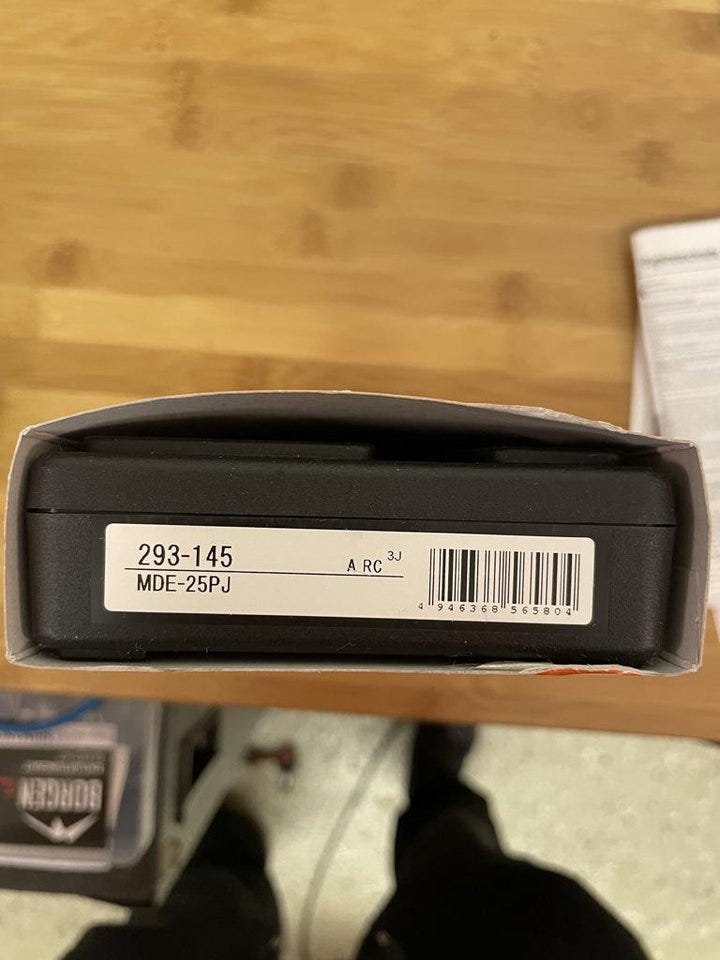 293-145
A RC 3J
MDE-25PJ
4 946368 565804
BORGEN